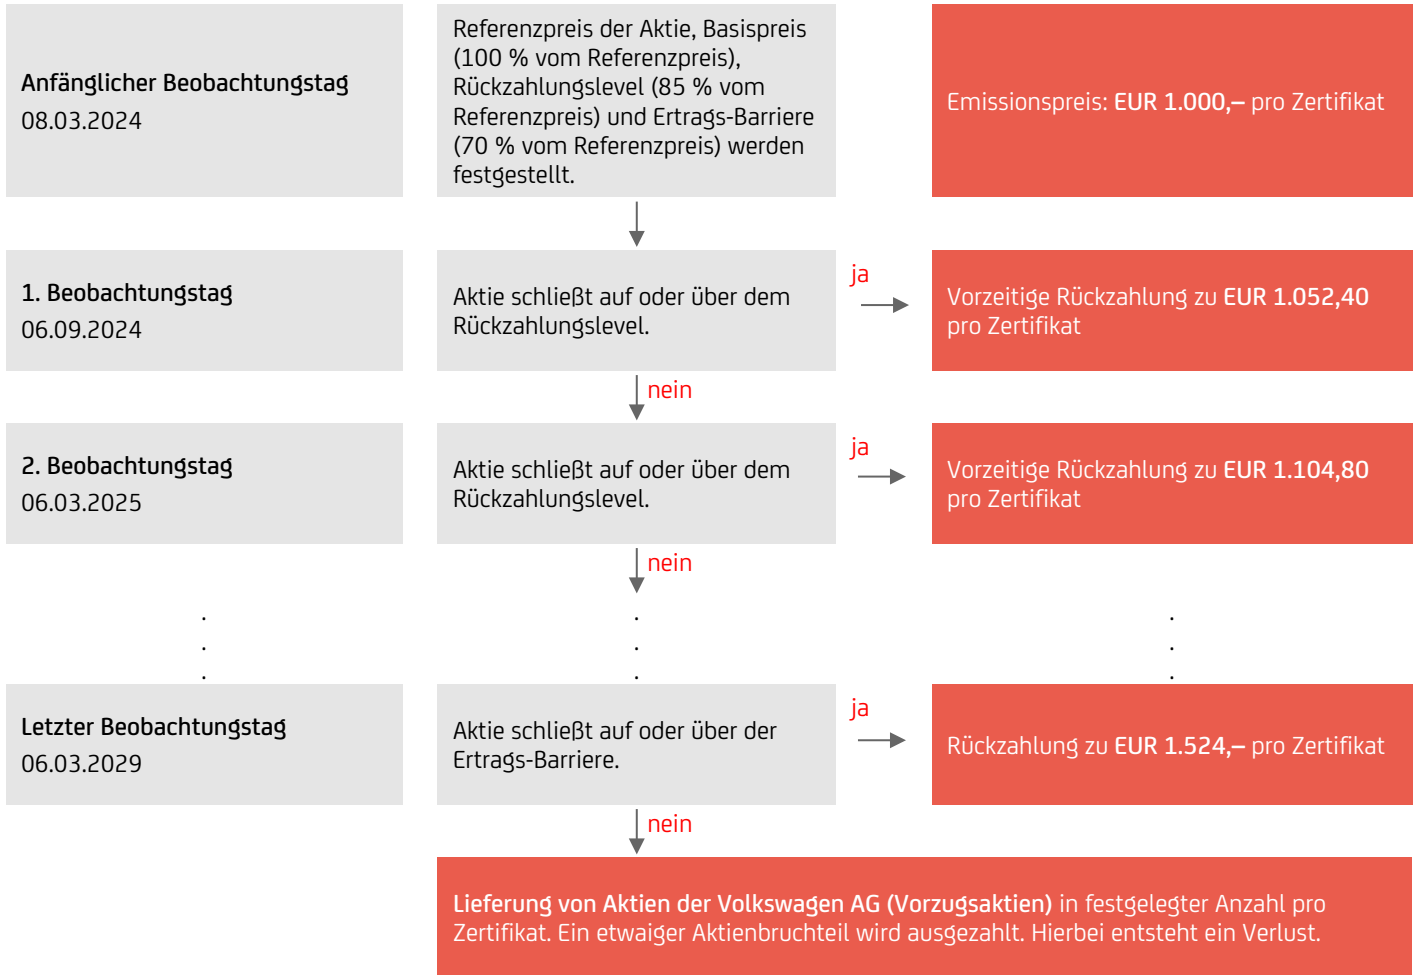 Anfänglicher Beobachtungstag
08.03.2024
Referenzpreis der Aktie, Basispreis
(100 % vom Referenzpreis),
Rückzahlungslevel (85 % vom
Referenzpreis) und Ertrags-Barriere
(70 % vom Referenzpreis) werden
festgestellt.
Emissionspreis: EUR 1.000,– pro Zertifikat
1. Beobachtungstag
06.09.2024
Aktie schließt auf oder über dem
Rückzahlungslevel.
ja
Vorzeitige Rückzahlung zu EUR 1.052,40
pro Zertifikat
nein
2. Beobachtungstag
06.03.2025
Aktie schließt auf oder über dem
Rückzahlungslevel.
ja
Vorzeitige Rückzahlung zu EUR 1.104,80
pro Zertifikat
nein
. . .
. . .
. . .
Letzter Beobachtungstag
06.03.2029
Aktie schließt auf oder über der
Ertrags-Barriere.
ja
Rückzahlung zu EUR 1.524,– pro Zertifikat
nein
Lieferung von Aktien der Volkswagen AG (Vorzugsaktien) in festgelegter Anzahl pro
Zertifikat. Ein etwaiger Aktienbruchteil wird ausgezahlt. Hierbei entsteht ein Verlust.